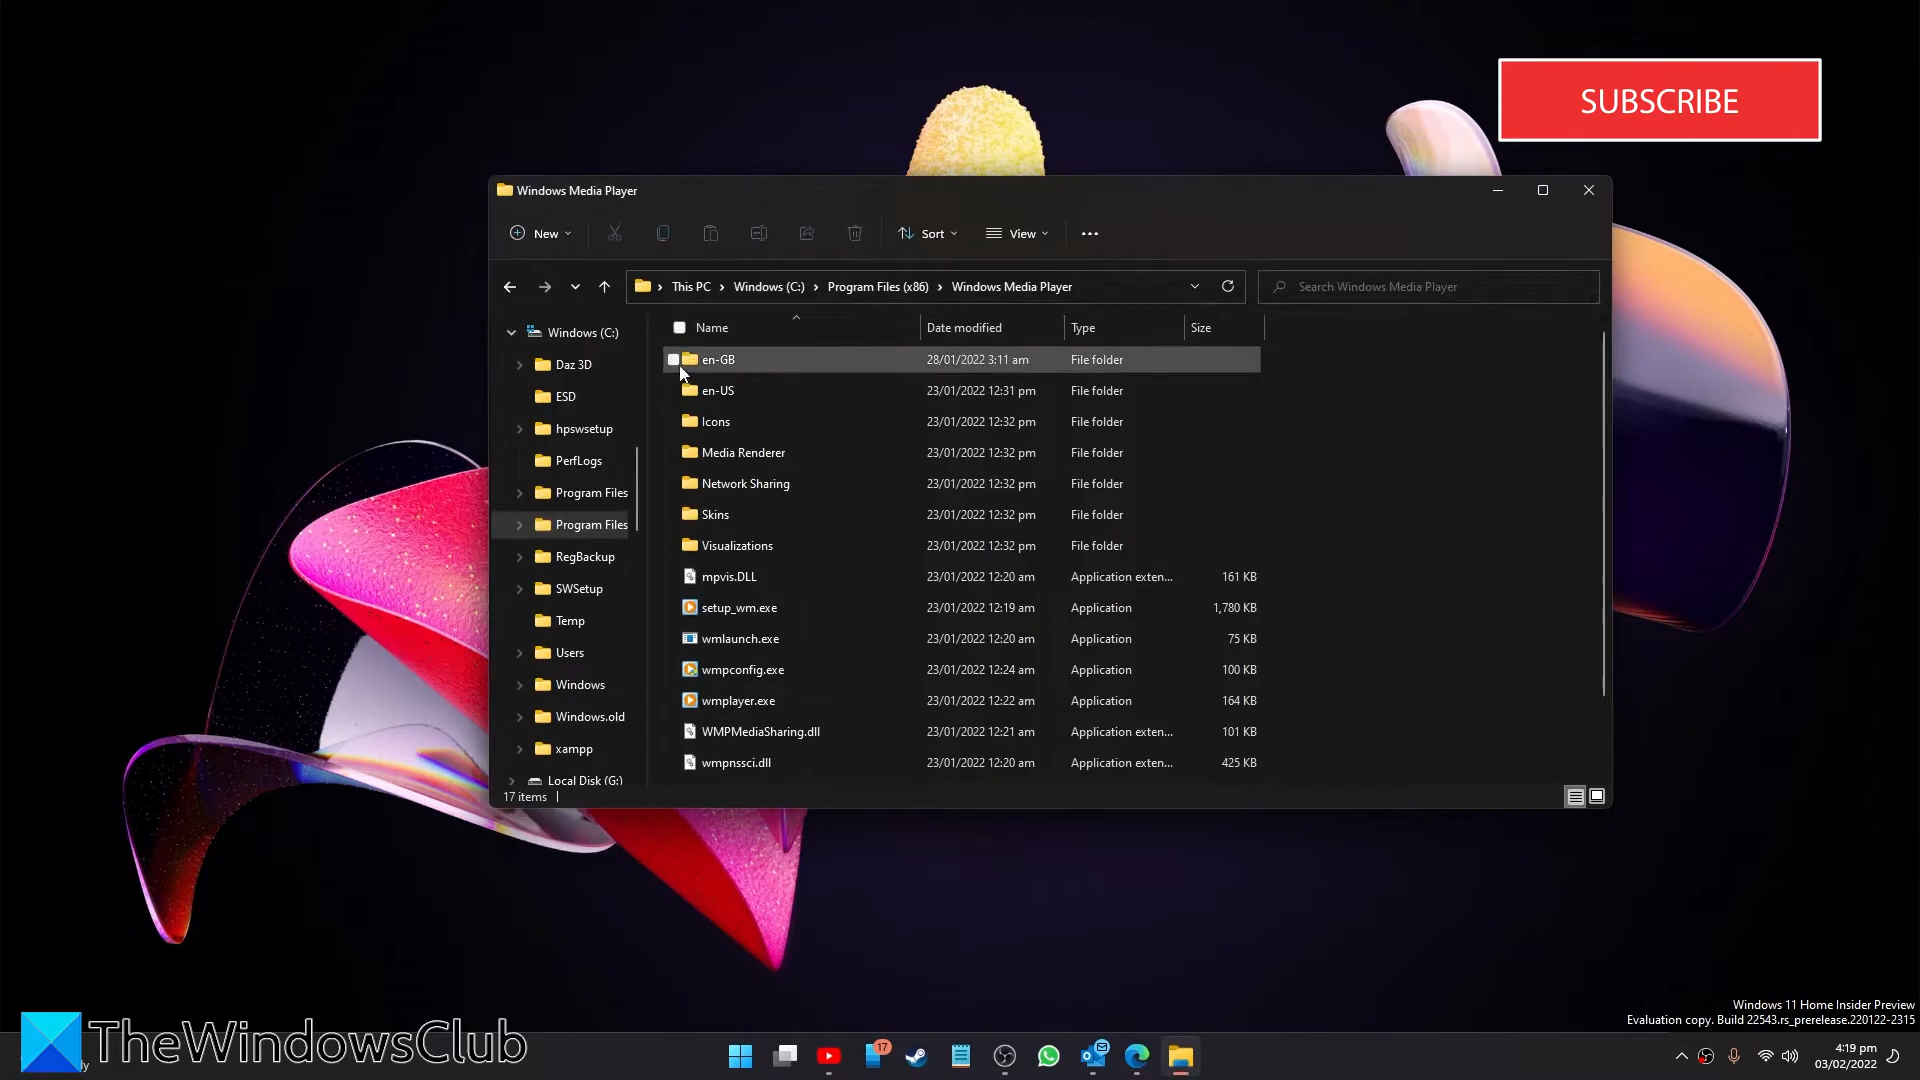 SUBSCRIBE
Windows Media Player
New
Sort
View
This PC > Windows (C:) > Program Files (x86) > Windows Media Player
Search Windows Media Player
Windows (C:)
Daz 3D
ESD
hpswsetup
PerfLogs
Program Files
Program Files
RegBackup
SWSetup
Temp
Users
Windows
Windows.old
xampp
Local Disk (G:)
Name Date modified Type Size
en-GB 28/01/2022 3:11 am File folder
en-US 23/01/2022 12:31 pm File folder
Icons 23/01/2022 12:32 pm File folder
Media Renderer 23/01/2022 12:32 pm File folder
Network Sharing 23/01/2022 12:32 pm File folder
Skins 23/01/2022 12:32 pm File folder
Visualizations 23/01/2022 12:32 pm File folder
mpvis.DLL 23/01/2022 12:20 am Application exten... 161 KB
setup_wm.exe 23/01/2022 12:19 am Application 1,780 KB
wmlaunch.exe 23/01/2022 12:20 am Application 75 KB
wmpconfig.exe 23/01/2022 12:24 am Application 100 KB
wmplayer.exe 23/01/2022 12:22 am Application 164 KB
WMPMediaSharing.dll 23/01/2022 12:21 am Application exten... 101 KB
wmpnssci.dll 23/01/2022 12:20 am Application exten... 425 KB
17 items
Windows 11 Home Insider Preview
Evaluation copy. Build 22543.rs_prerelease.220122-2315
TheWindowsClub
17
4:19 pm
03/02/2022